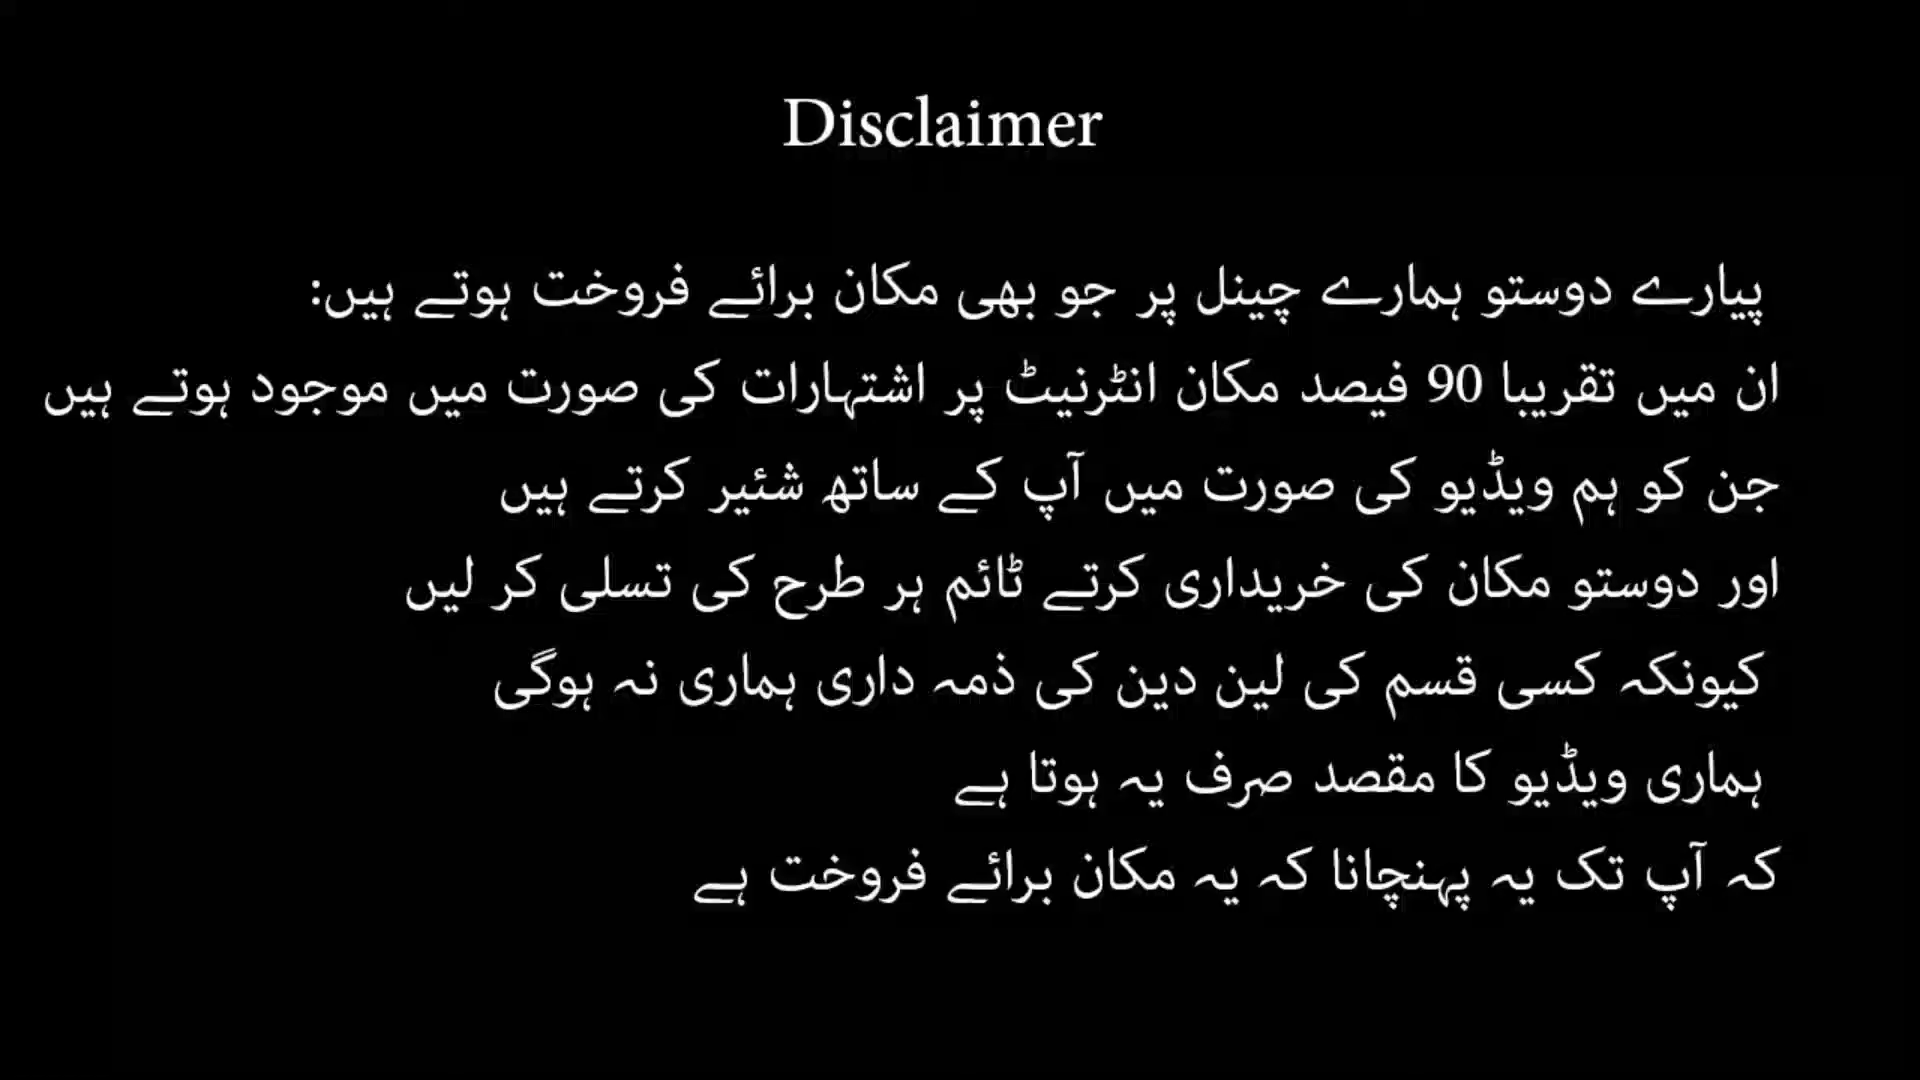 Disclaimer
پیارے دوستو ہمارے چینل پر جو بھی مکان برائے فروخت ہوتے ہیں:
ان میں تقریبا 90 فیصد مکان انٹرنیٹ پر اشتہارات کی صورت میں موجود ہوتے ہیں
جن کو ہم ویڈیو کی صورت میں آپ کے ساتھ شئیر کرتے ہیں
اور دوستو مکان کی خریداری کرتے ٹائم ہر طرح کی تسلی کر لیں
کیونکہ کسی قسم کی لین دین کی ذمہ داری ہماری نہ ہوگی
ہماری ویڈیو کا مقصد صرف یہ ہوتا ہے
کہ آپ تک یہ پہنچانا کہ یہ مکان برائے فروخت ہے